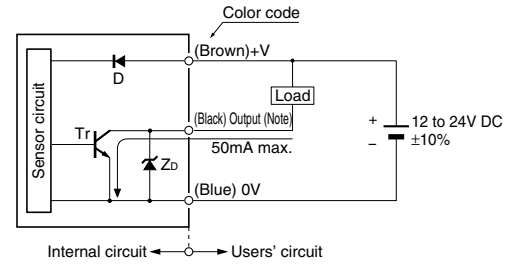 Color code
(Brown)+V
D
Load
Sensor circuit
Tr
(Black) Output (Note)
50mA max.
ZD
+
−
12 to 24V DC
±10%
(Blue) 0V
Internal circuit
Users' circuit